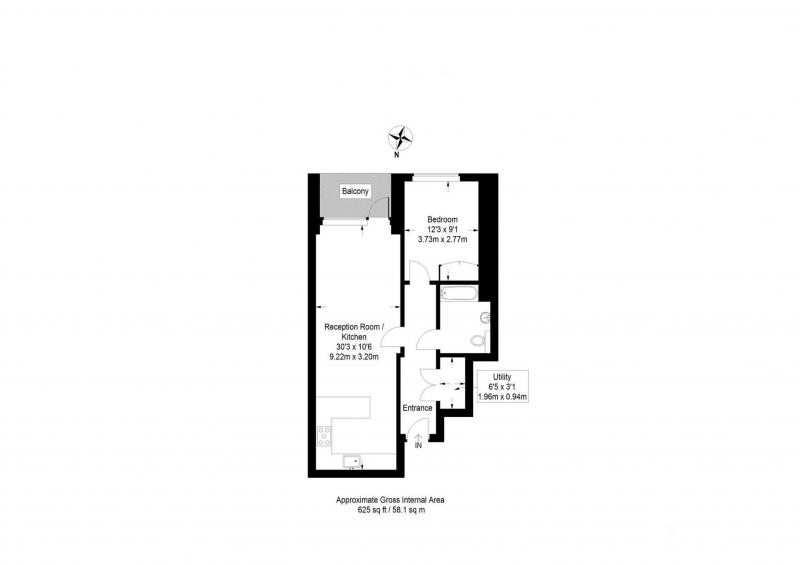 N
Balcony
Bedroom
12'3 x 9'1
3.73m x 2.77m
Reception Room /
Kitchen
30'3 x 10'6
9.22m x 3.20m
Utility
6'5 x 3'1
1.96m x 0.94m
Entrance
IN
Approximate Gross Internal Area
625 sq ft / 58.1 sq m